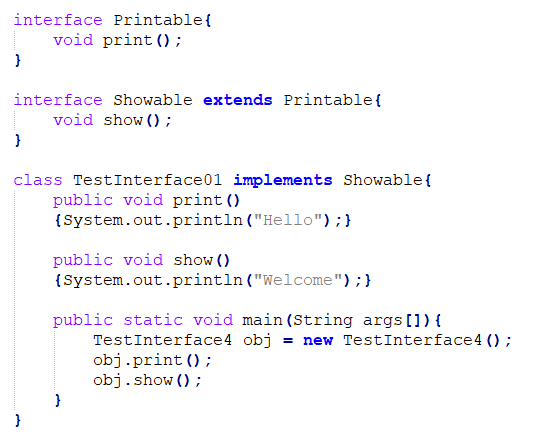 interface Printable{
    void print();
}

interface Showable extends Printable{
    void show();
}

class TestInterface01 implements Showable{
    public void print()
    {System.out.println("Hello");}

    public void show()
    {System.out.println("Welcome");}

    public static void main(String args[]){
        TestInterface4 obj = new TestInterface4();
        obj.print();
        obj.show();
    }
}